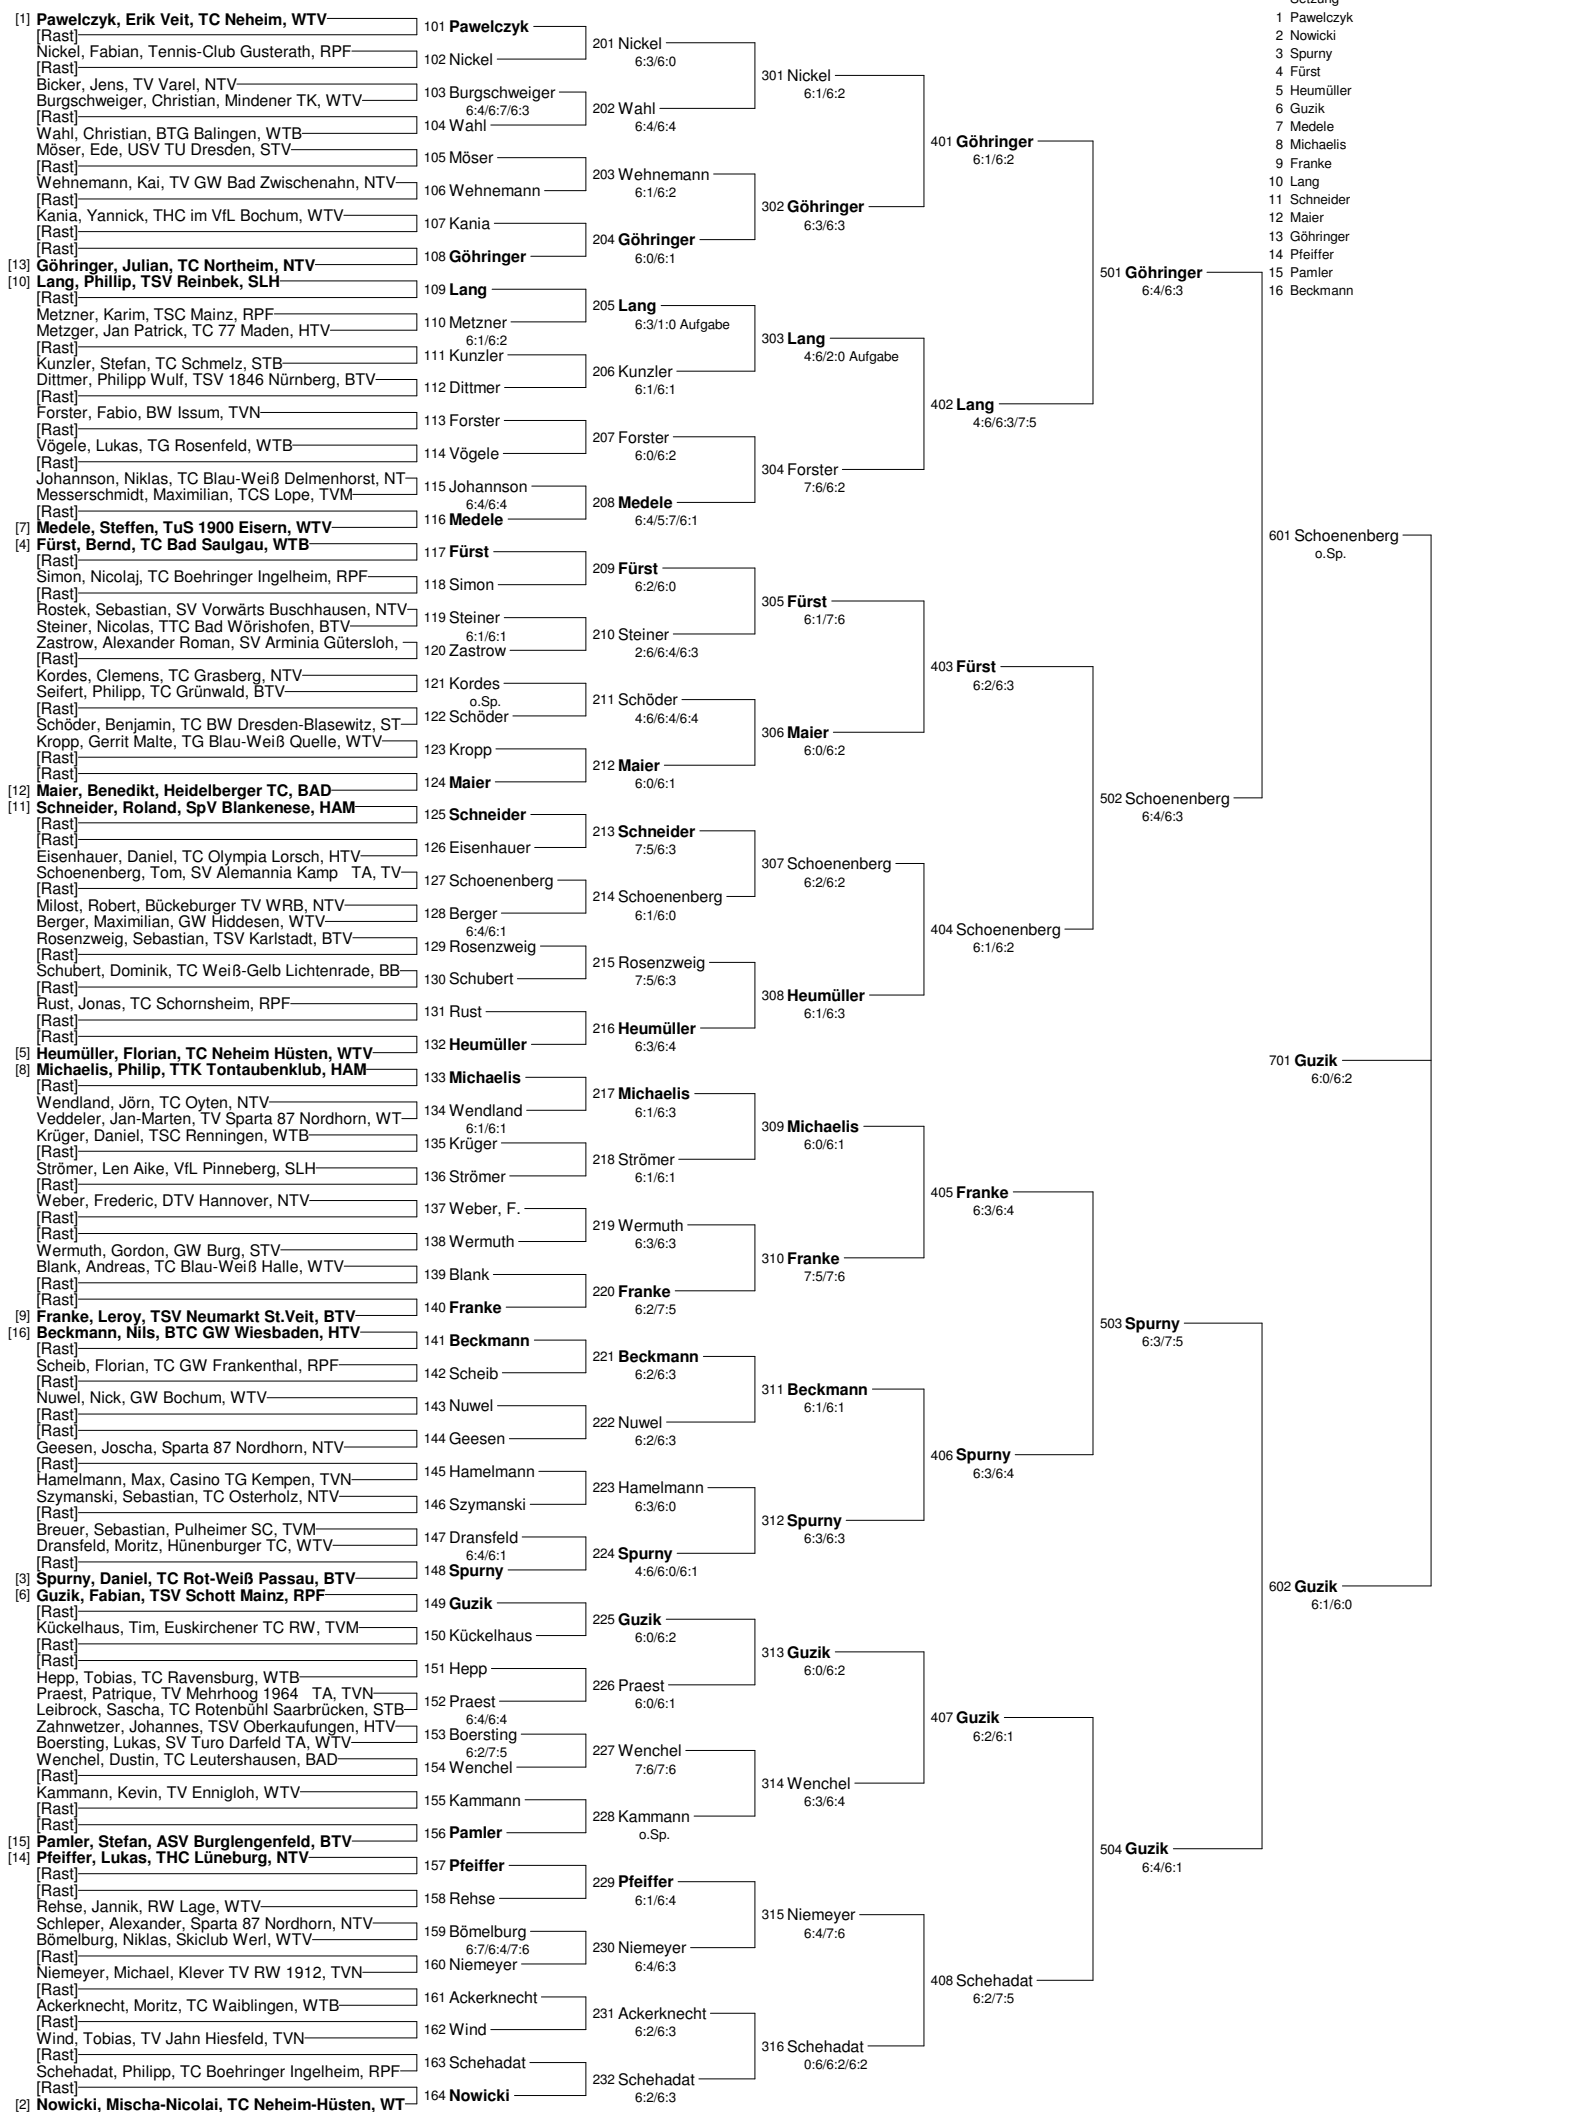 Setzung
1 Pawelczyk
2 Nowicki
3 Spurny
4 Fürst
5 Heumüller
6 Guzik
7 Medele
8 Michaelis
9 Franke
10 Lang
11 Schneider
12 Maier
13 Göhringer
14 Pfeiffer
15 Pamler
16 Beckmann
[1] Pawelczyk, Erik Veit, TC Neheim, WTV
[Rast]
Nickel, Fabian, Tennis-Club Gusterath, RPF
[Rast]
Bicker, Jens, TV Varel, NTV
Burgschweiger, Christian, Mindener TK, WTV
[Rast]
Wahl, Christian, BTG Balingen, WTB
Möser, Ede, USV TU Dresden, STV
[Rast]
Wehnemann, Kai, TV GW Bad Zwischenahn, NTV
[Rast]
Kania, Yannick, THC im VfL Bochum, WTV
[Rast]
[Rast]
[13] Göhringer, Julian, TC Northeim, NTV
[10] Lang, Phillip, TSV Reinbek, SLH
[Rast]
Metzner, Karim, TSC Mainz, RPF
Metzger, Jan Patrick, TC 77 Maden, HTV
[Rast]
Kunzler, Stefan, TC Schmelz, STB
Dittmer, Philipp Wulf, TSV 1846 Nürnberg, BTV
[Rast]
Forster, Fabio, BW Issum, TVN
[Rast]
Vögele, Lukas, TG Rosenfeld, WTB
[Rast]
Johannson, Niklas, TC Blau-Weiß Delmenhorst, NT
Messerschmidt, Maximilian, TCS Lope, TVM
[Rast]
[7] Medele, Steffen, TuS 1900 Eisern, WTV
[4] Fürst, Bernd, TC Bad Saulgau, WTB
[Rast]
Simon, Nicolaj, TC Boehringer Ingelheim, RPF
[Rast]
Rostek, Sebastian, SV Vorwärts Buschhausen, NTV
Steiner, Nicolas, TTC Bad Wörishofen, BTV
Zastrow, Alexander Roman, SV Arminia Gütersloh,
[Rast]
Kordes, Clemens, TC Grasberg, NTV
Seifert, Philipp, TC Grünwald, BTV
[Rast]
Schöder, Benjamin, TC BW Dresden-Blasewitz, ST
Kropp, Gerrit Malte, TG Blau-Weiß Quelle, WTV
[Rast]
[Rast]
[12] Maier, Benedikt, Heidelberger TC, BAD
[11] Schneider, Roland, SpV Blankenese, HAM
[Rast]
[Rast]
Eisenhauer, Daniel, TC Olympia Lorsch, HTV
Schoenenberg, Tom, SV Alemannia Kamp TA, TV
[Rast]
Milost, Robert, Bückeburger TV WRB, NTV
Berger, Maximilian, GW Hiddesen, WTV
Rosenzweig, Sebastian, TSV Karlstadt, BTV
[Rast]
Schubert, Dominik, TC Weiß-Gelb Lichtenrade, BB
[Rast]
Rust, Jonas, TC Schornsheim, RPF
[Rast]
[Rast]
[5] Heumüller, Florian, TC Neheim Hüsten, WTV
[8] Michaelis, Philip, TTK Tontaubenklub, HAM
[Rast]
Wendland, Jörn, TC Oyten, NTV
Veddeler, Jan-Marten, TV Sparta 87 Nordhorn, WT
Krüger, Daniel, TSC Renningen, WTB
[Rast]
Strömer, Len Aike, VfL Pinneberg, SLH
[Rast]
Weber, Frederic, DTV Hannover, NTV
[Rast]
[Rast]
Wermuth, Gordon, GW Burg, STV
Blank, Andreas, TC Blau-Weiß Halle, WTV
[Rast]
[Rast]
[9] Franke, Leroy, TSV Neumarkt St.Veit, BTV
[16] Beckmann, Nils, BTC GW Wiesbaden, HTV
[Rast]
Scheib, Florian, TC GW Frankenthal, RPF
[Rast]
Nuwel, Nick, GW Bochum, WTV
[Rast]
[Rast]
Geesen, Joscha, Sparta 87 Nordhorn, NTV
[Rast]
Hamelmann, Max, Casino TG Kempen, TVN
Szymanski, Sebastian, TC Osterholz, NTV
[Rast]
Breuer, Sebastian, Pulheimer SC, TVM
Dransfeld, Moritz, Hünenburger TC, WTV
[Rast]
[3] Spurny, Daniel, TC Rot-Weiß Passau, BTV
[6] Guzik, Fabian, TSV Schott Mainz, RPF
[Rast]
Kückelhaus, Tim, Euskirchener TC RW, TVM
[Rast]
[Rast]
Hepp, Tobias, TC Ravensburg, WTB
Praest, Patrique, TV Mehrhoog 1964 TA, TVN
Leibrock, Sascha, TC Rotenbühl Saarbrücken, STB
Zahnwetzer, Johannes, TSV Oberkaufungen, HTV
Boersting, Lukas, SV Turo Darfeld TA, WTV
Wenchel, Dustin, TC Leutershausen, BAD
[Rast]
Kammann, Kevin, TV Ennigloh, WTV
[Rast]
[Rast]
[15] Pamler, Stefan, ASV Burglengenfeld, BTV
[14] Pfeiffer, Lukas, THC Lüneburg, NTV
[Rast]
[Rast]
Rehse, Jannik, RW Lage, WTV
Schleper, Alexander, Sparta 87 Nordhorn, NTV
Bömelburg, Niklas, Skiclub Werl, WTV
[Rast]
Niemeyer, Michael, Klever TV RW 1912, TVN
[Rast]
Ackerknecht, Moritz, TC Waiblingen, WTB
[Rast]
Wind, Tobias, TV Jahn Hiesfeld, TVN
[Rast]
Schehadat, Philipp, TC Boehringer Ingelheim, RPF
[Rast]
[2] Nowicki, Mischa-Nicolai, TC Neheim-Hüsten, WT
101 Pawelczyk
102 Nickel
103 Burgschweiger
6:4/6:7/6:3
104 Wahl
105 Möser
106 Wehnemann
107 Kania
108 Göhringer
109 Lang
110 Metzner
6:1/6:2
111 Kunzler
112 Dittmer
113 Forster
114 Vögele
115 Johannson
6:4/6:4
116 Medele
117 Fürst
118 Simon
119 Steiner
6:1/6:1
120 Zastrow
121 Kordes
o.Sp.
122 Schöder
123 Kropp
124 Maier
125 Schneider
126 Eisenhauer
127 Schoenenberg
128 Berger
6:4/6:1
129 Rosenzweig
130 Schubert
131 Rust
132 Heumüller
133 Michaelis
134 Wendland
6:1/6:1
135 Krüger
136 Strömer
137 Weber, F.
138 Wermuth
139 Blank
140 Franke
141 Beckmann
142 Scheib
143 Nuwel
144 Geesen
145 Hamelmann
146 Szymanski
147 Dransfeld
6:4/6:1
148 Spurny
149 Guzik
150 Kückelhaus
151 Hepp
152 Praest
6:4/6:4
153 Boersting
6:2/7:5
154 Wenchel
155 Kammann
156 Pamler
157 Pfeiffer
158 Rehse
159 Bömelburg
6:7/6:4/7:6
160 Niemeyer
161 Ackerknecht
162 Wind
163 Schehadat
164 Nowicki
201 Nickel
6:3/6:0
202 Wahl
6:4/6:4
203 Wehnemann
6:1/6:2
204 Göhringer
6:0/6:1
205 Lang
6:3/1:0 Aufgabe
206 Kunzler
6:1/6:1
207 Forster
6:0/6:2
208 Medele
6:4/5:7/6:1
209 Fürst
6:2/6:0
210 Steiner
2:6/6:4/6:3
211 Schöder
4:6/6:4/6:4
212 Maier
6:0/6:1
213 Schneider
7:5/6:3
214 Schoenenberg
6:1/6:0
215 Rosenzweig
7:5/6:3
216 Heumüller
6:3/6:4
217 Michaelis
6:1/6:3
218 Strömer
6:1/6:1
219 Wermuth
6:3/6:3
220 Franke
6:2/7:5
221 Beckmann
6:2/6:3
222 Nuwel
6:2/6:3
223 Hamelmann
6:3/6:0
224 Spurny
4:6/6:0/6:1
225 Guzik
6:0/6:2
226 Praest
6:0/6:1
227 Wenchel
7:6/7:6
228 Kammann
o.Sp.
229 Pfeiffer
6:1/6:4
230 Niemeyer
6:4/6:3
231 Ackerknecht
6:2/6:3
232 Schehadat
6:2/6:3
301 Nickel
6:1/6:2
302 Göhringer
6:3/6:3
303 Lang
4:6/2:0 Aufgabe
304 Forster
7:6/6:2
305 Fürst
6:1/7:6
306 Maier
6:0/6:2
307 Schoenenberg
6:2/6:2
308 Heumüller
6:1/6:3
309 Michaelis
6:0/6:1
310 Franke
7:5/7:6
311 Beckmann
6:1/6:1
312 Spurny
6:3/6:3
313 Guzik
6:0/6:2
314 Wenchel
6:3/6:4
315 Niemeyer
6:4/7:6
316 Schehadat
0:6/6:2/6:2
401 Göhringer
6:1/6:2
402 Lang
4:6/6:3/7:5
403 Fürst
6:2/6:3
404 Schoenenberg
6:1/6:2
405 Franke
6:3/6:4
406 Spurny
6:3/6:4
407 Guzik
6:2/6:1
408 Schehadat
6:2/7:5
501 Göhringer
6:4/6:3
502 Schoenenberg
6:4/6:3
503 Spurny
6:3/7:5
504 Guzik
6:4/6:1
601 Schoenenberg
o.Sp.
602 Guzik
6:1/6:0
701 Guzik
6:0/6:2